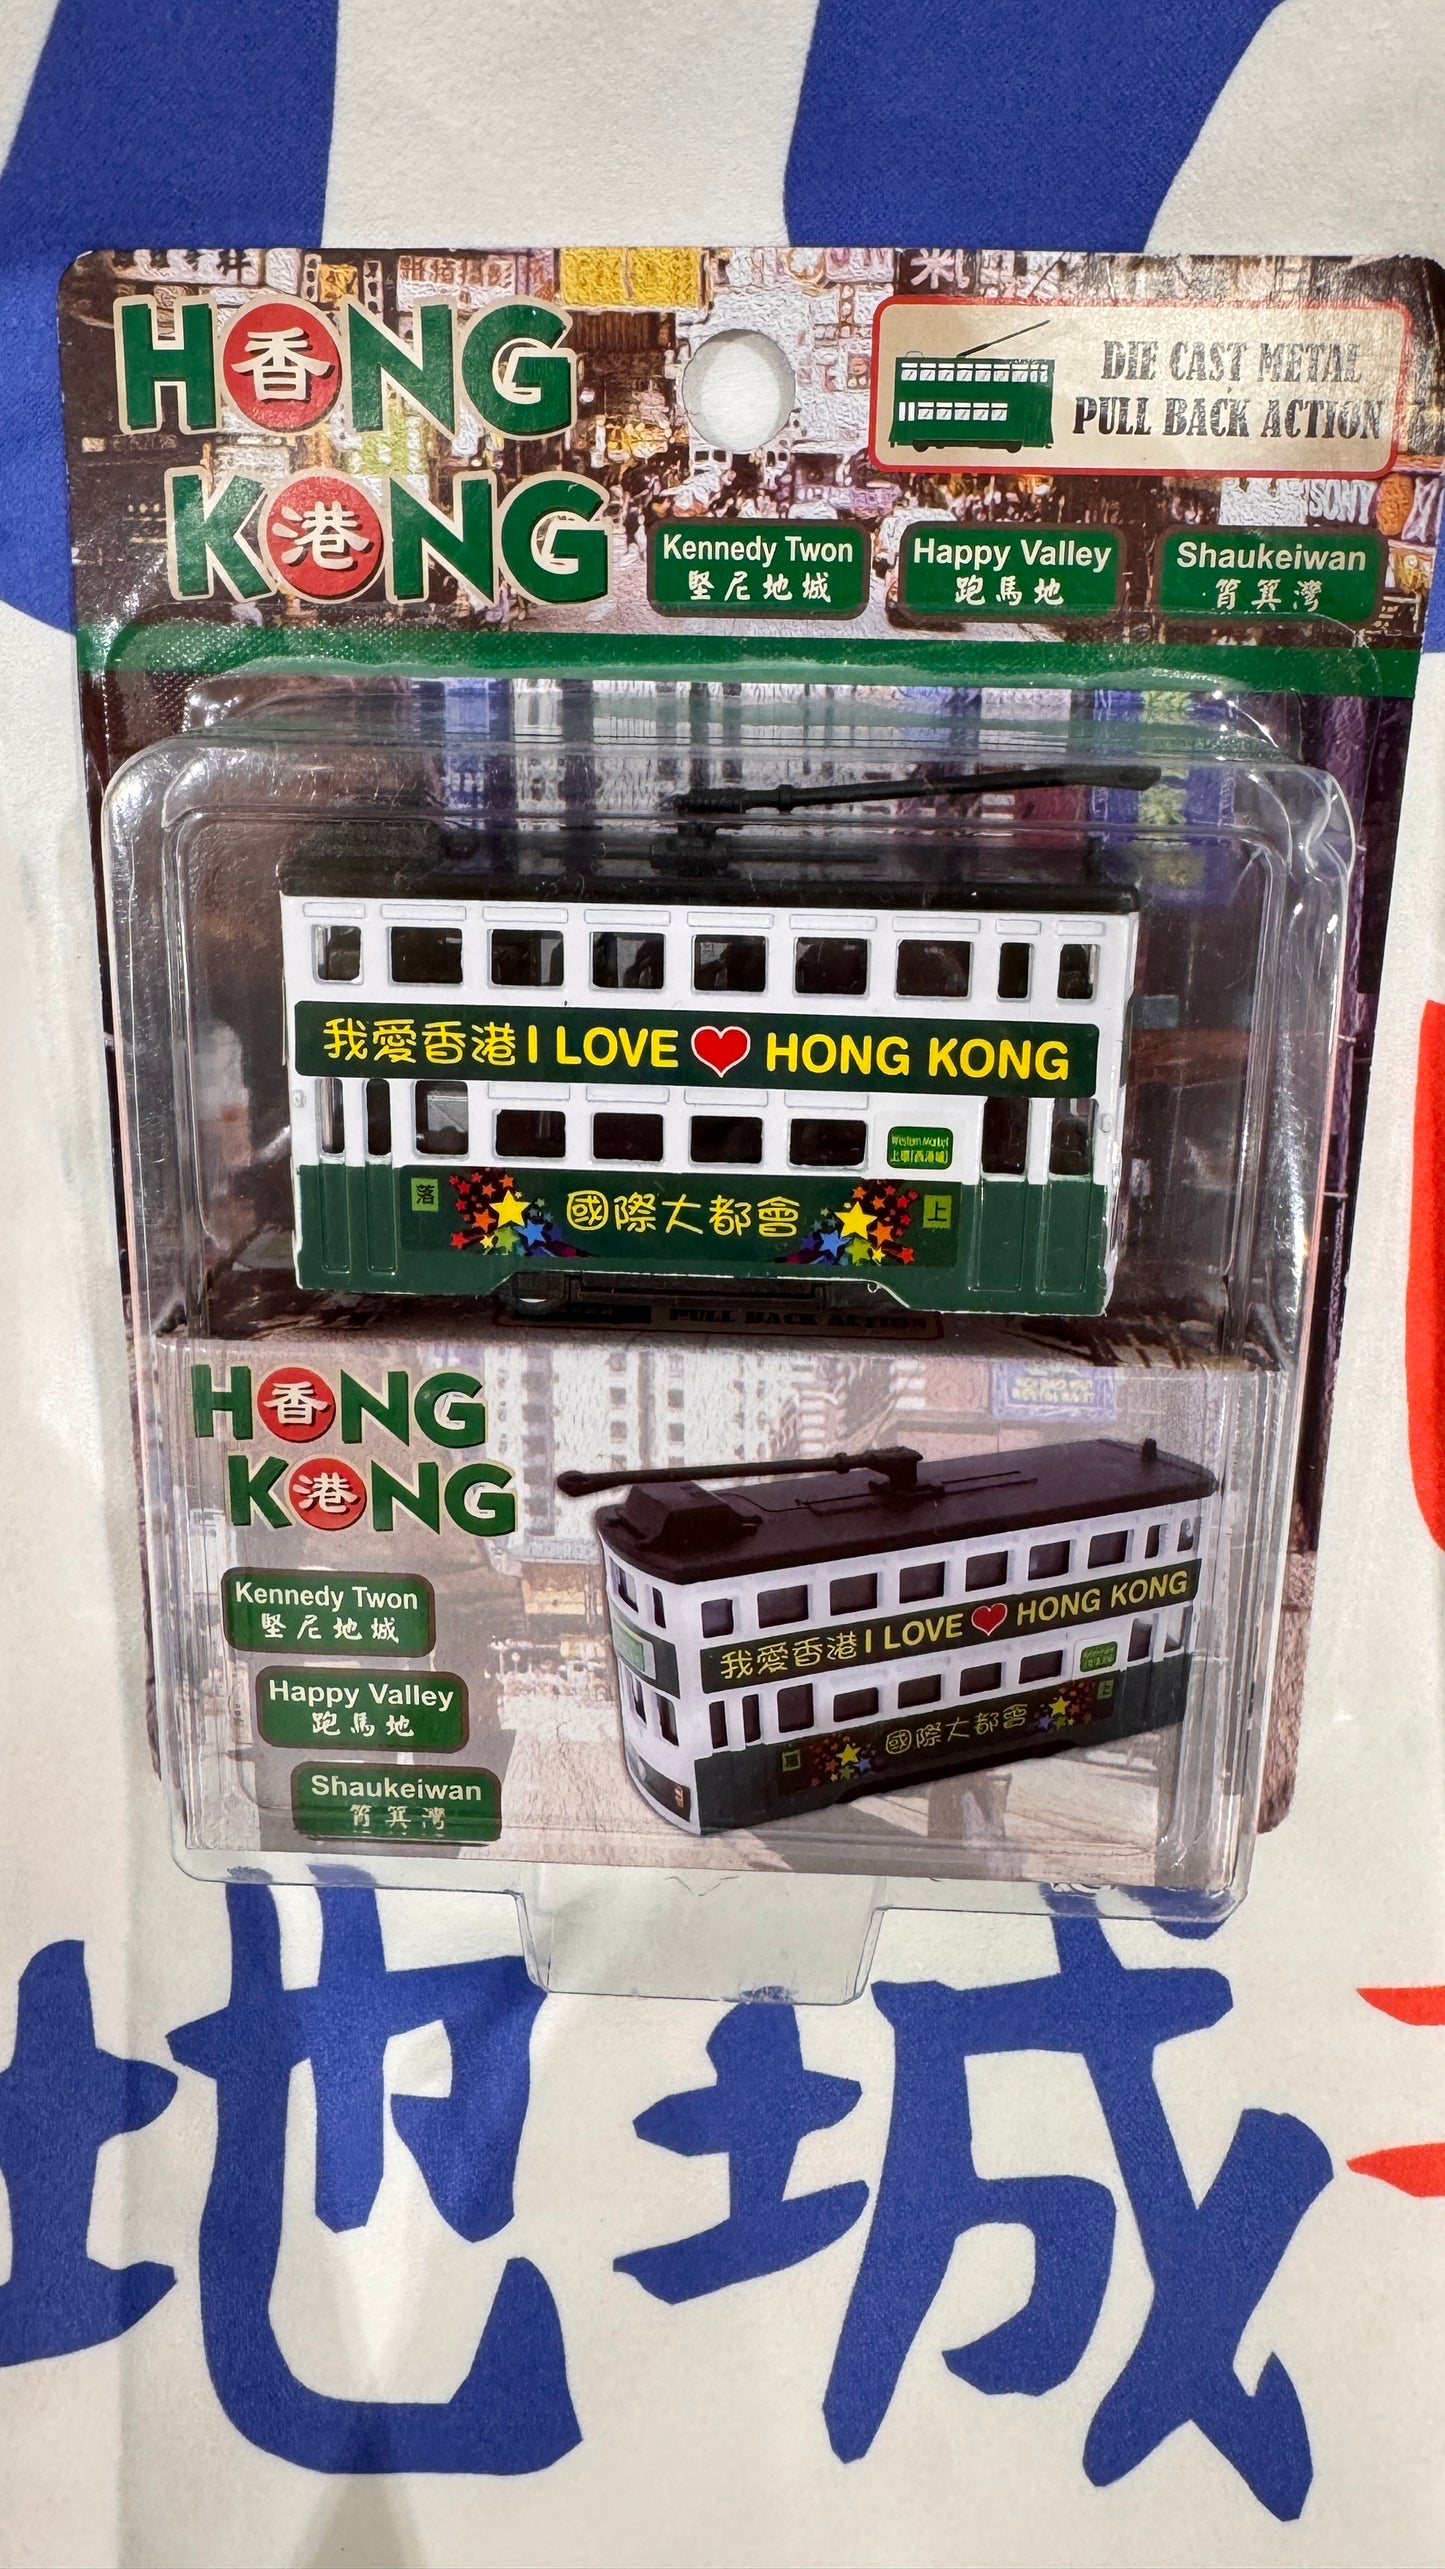 HONG
香
KONG
港
DIE CAST METAL
PULL BACK ACTION
Kennedy Twon
堅尼地城
Happy Valley
跑馬地
Shaukeiwan
筲箕灣
SONY
我愛香港 I LOVE ❤ HONG KONG
Western Market
上環(西港城)
落
國際大都會
上
PULL BACK ACTION
HONG
香
KONG
港
Kennedy Twon
堅尼地城
Happy Valley
跑馬地
Shaukeiwan
筲箕灣
我愛香港 I LOVE ❤ HONG KONG
國際大都會
上
地城